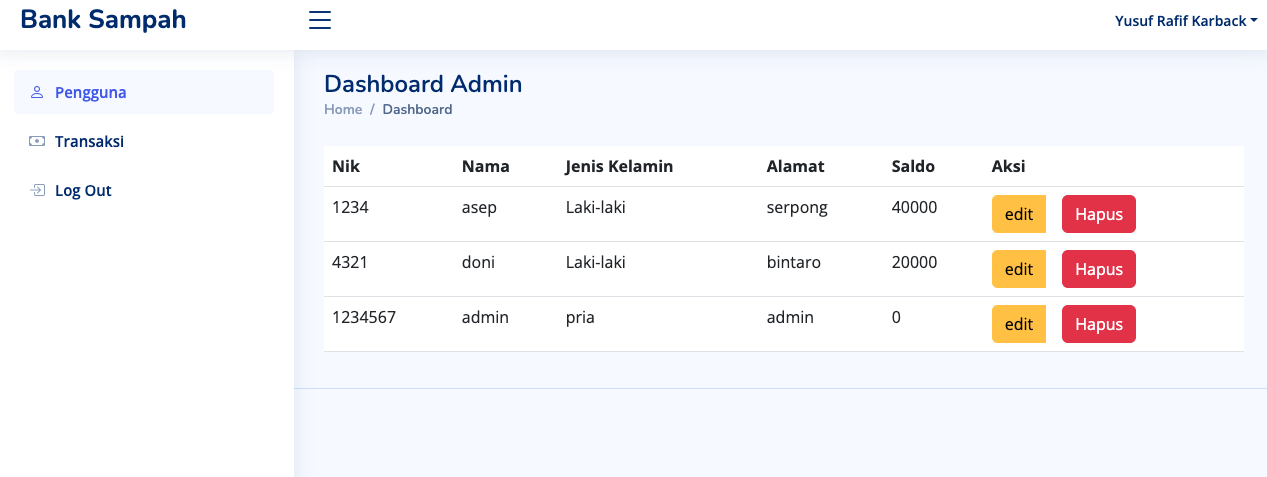 Bank Sampah
Yusuf Rafif Karback
Pengguna
Transaksi
Log Out
Dashboard Admin
Home / Dashboard
Nik Nama Jenis Kelamin Alamat Saldo Aksi
1234 asep Laki-laki serpong 40000 edit Hapus
4321 doni Laki-laki bintaro 20000 edit Hapus
1234567 admin pria admin 0 edit Hapus